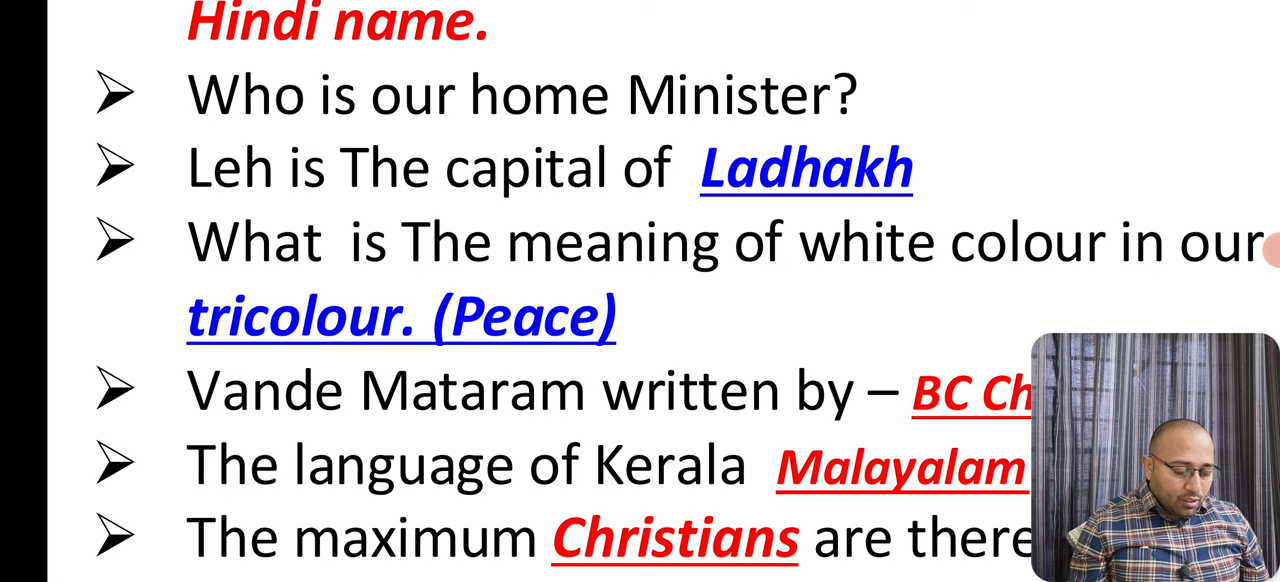 Hindi name.
Who is our home Minister?
Leh is The capital of Ladhakh
What is The meaning of white colour in our
tricolour. (Peace)
Vande Mataram written by – BC
The language of Kerala Malayalam
The maximum Christians are there